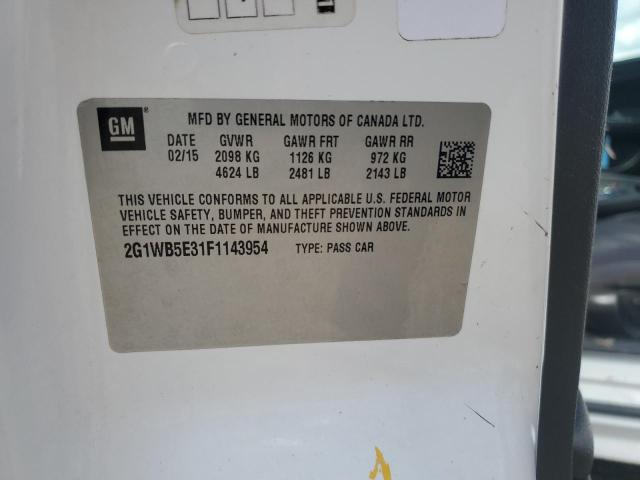 GM
MFD BY GENERAL MOTORS OF CANADA LTD.
DATE GVWR GAWR FRT GAWR RR
02/15 2098 KG 1126 KG 972 KG
4624 LB 2481 LB 2143 LB
THIS VEHICLE CONFORMS TO ALL APPLICABLE U.S. FEDERAL MOTOR
VEHICLE SAFETY, BUMPER, AND THEFT PREVENTION STANDARDS IN
EFFECT ON THE DATE OF MANUFACTURE SHOWN ABOVE.
2G1WB5E31F1143954 TYPE: PASS CAR